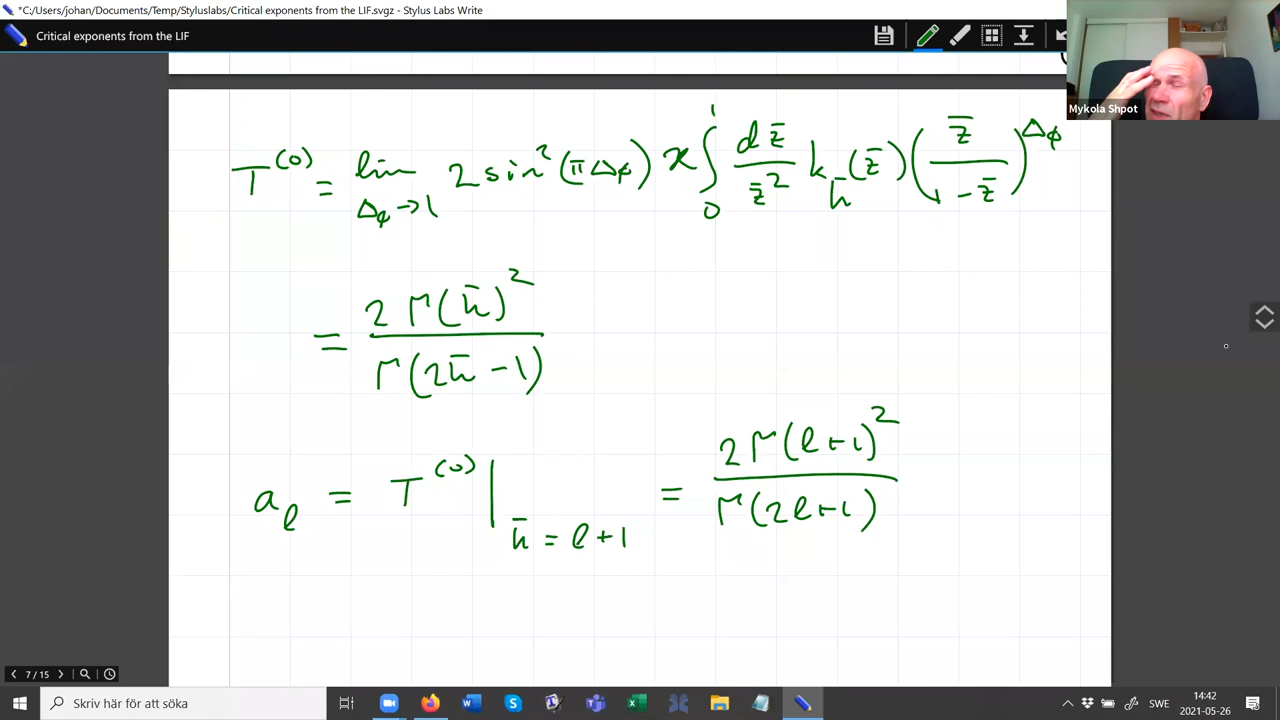 *C:/Users/johan/Documents/Temp/Styluslabs/Critical exponents from the LIF.svgz - Stylus Labs Write
Critical exponents from the LIF
Mykola Shpot
T^(0) = lim_{Δφ→1} 2 sin²(πΔφ) x ∫₀¹ dz̄/z̄² k_h̄(z̄) (z̄/(1-z̄))^Δφ
= 2Γ(h̄)² / Γ(2h̄-1)
a_ℓ = T^(0)|_{h̄ = ℓ+1} = 2Γ(ℓ+1)² / Γ(2ℓ+1)
7 / 15
Skriv här för att söka
SWE
14:42
2021-05-26